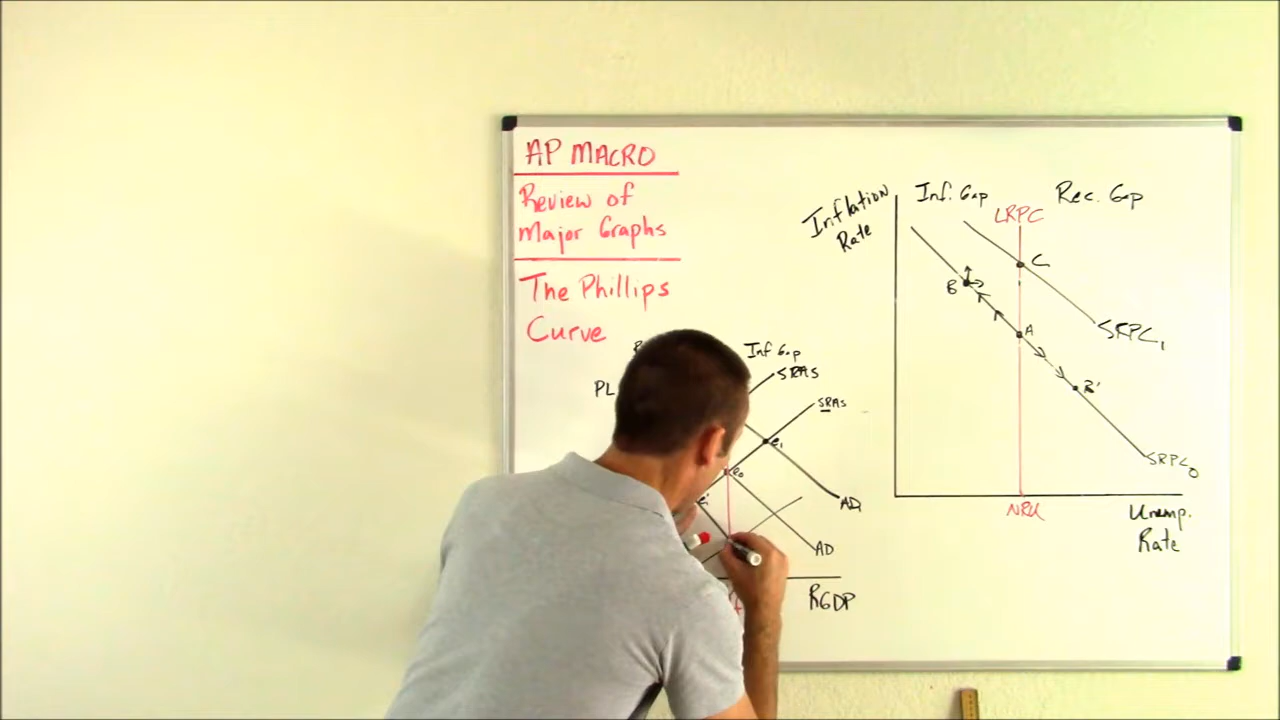 AP MACRO
Review of
Major Graphs
The Phillips
Curve
PL
Inf Gap
SRAS
SRAS
e1
e0
AD1
AD
RGDP
Inflation
Rate
Inf. Gap
Rec. Gap
LRPC
C
B
A
SRPC1
B'
SRPC0
NRU
Unemp.
Rate